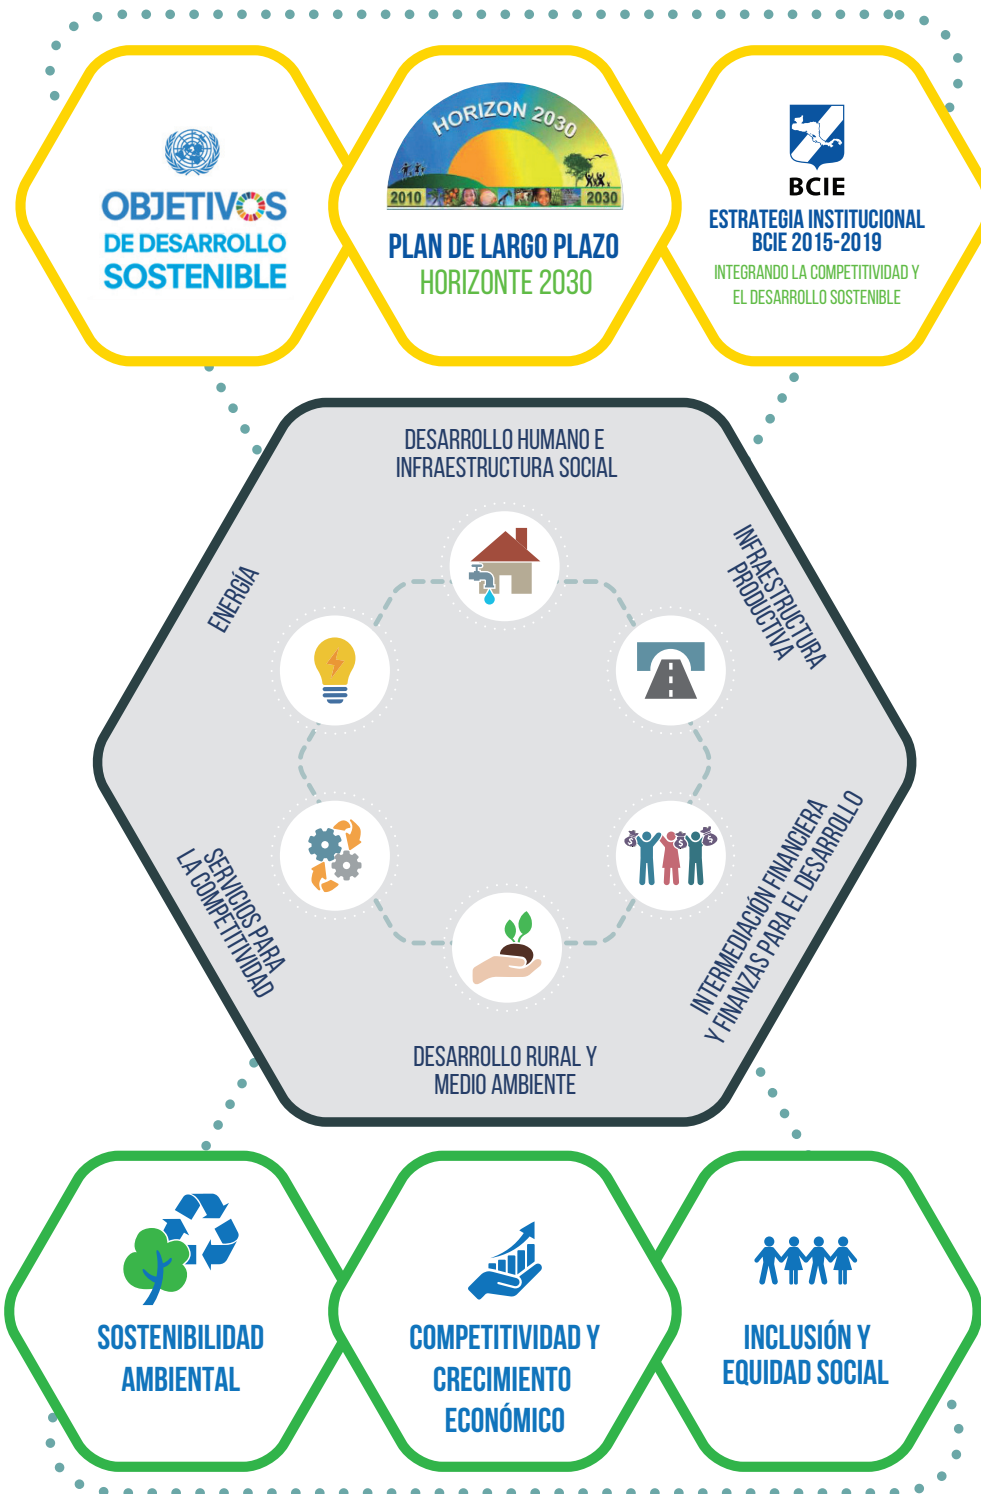 OBJETIVOS
DE DESARROLLO
SOSTENIBLE
HORIZON 2030
2010
2030
PLAN DE LARGO PLAZO
HORIZONTE 2030
BCIE
ESTRATEGIA INSTITUCIONAL
BCIE 2015-2019
INTEGRANDO LA COMPETITIVIDAD Y
EL DESARROLLO SOSTENIBLE
DESARROLLO HUMANO E
INFRAESTRUCTURA SOCIAL
ENERGÍA
INFRAESTRUCTURA
PRODUCTIVA
SERVICIOS PARA
LA COMPETITIVIDAD
$
$
$
INTERMEDIACIÓN FINANCIERA
Y FINANZAS PARA EL DESARROLLO
DESARROLLO RURAL Y
MEDIO AMBIENTE
SOSTENIBILIDAD
AMBIENTAL
COMPETITIVIDAD Y
CRECIMIENTO
ECONÓMICO
INCLUSIÓN Y
EQUIDAD SOCIAL